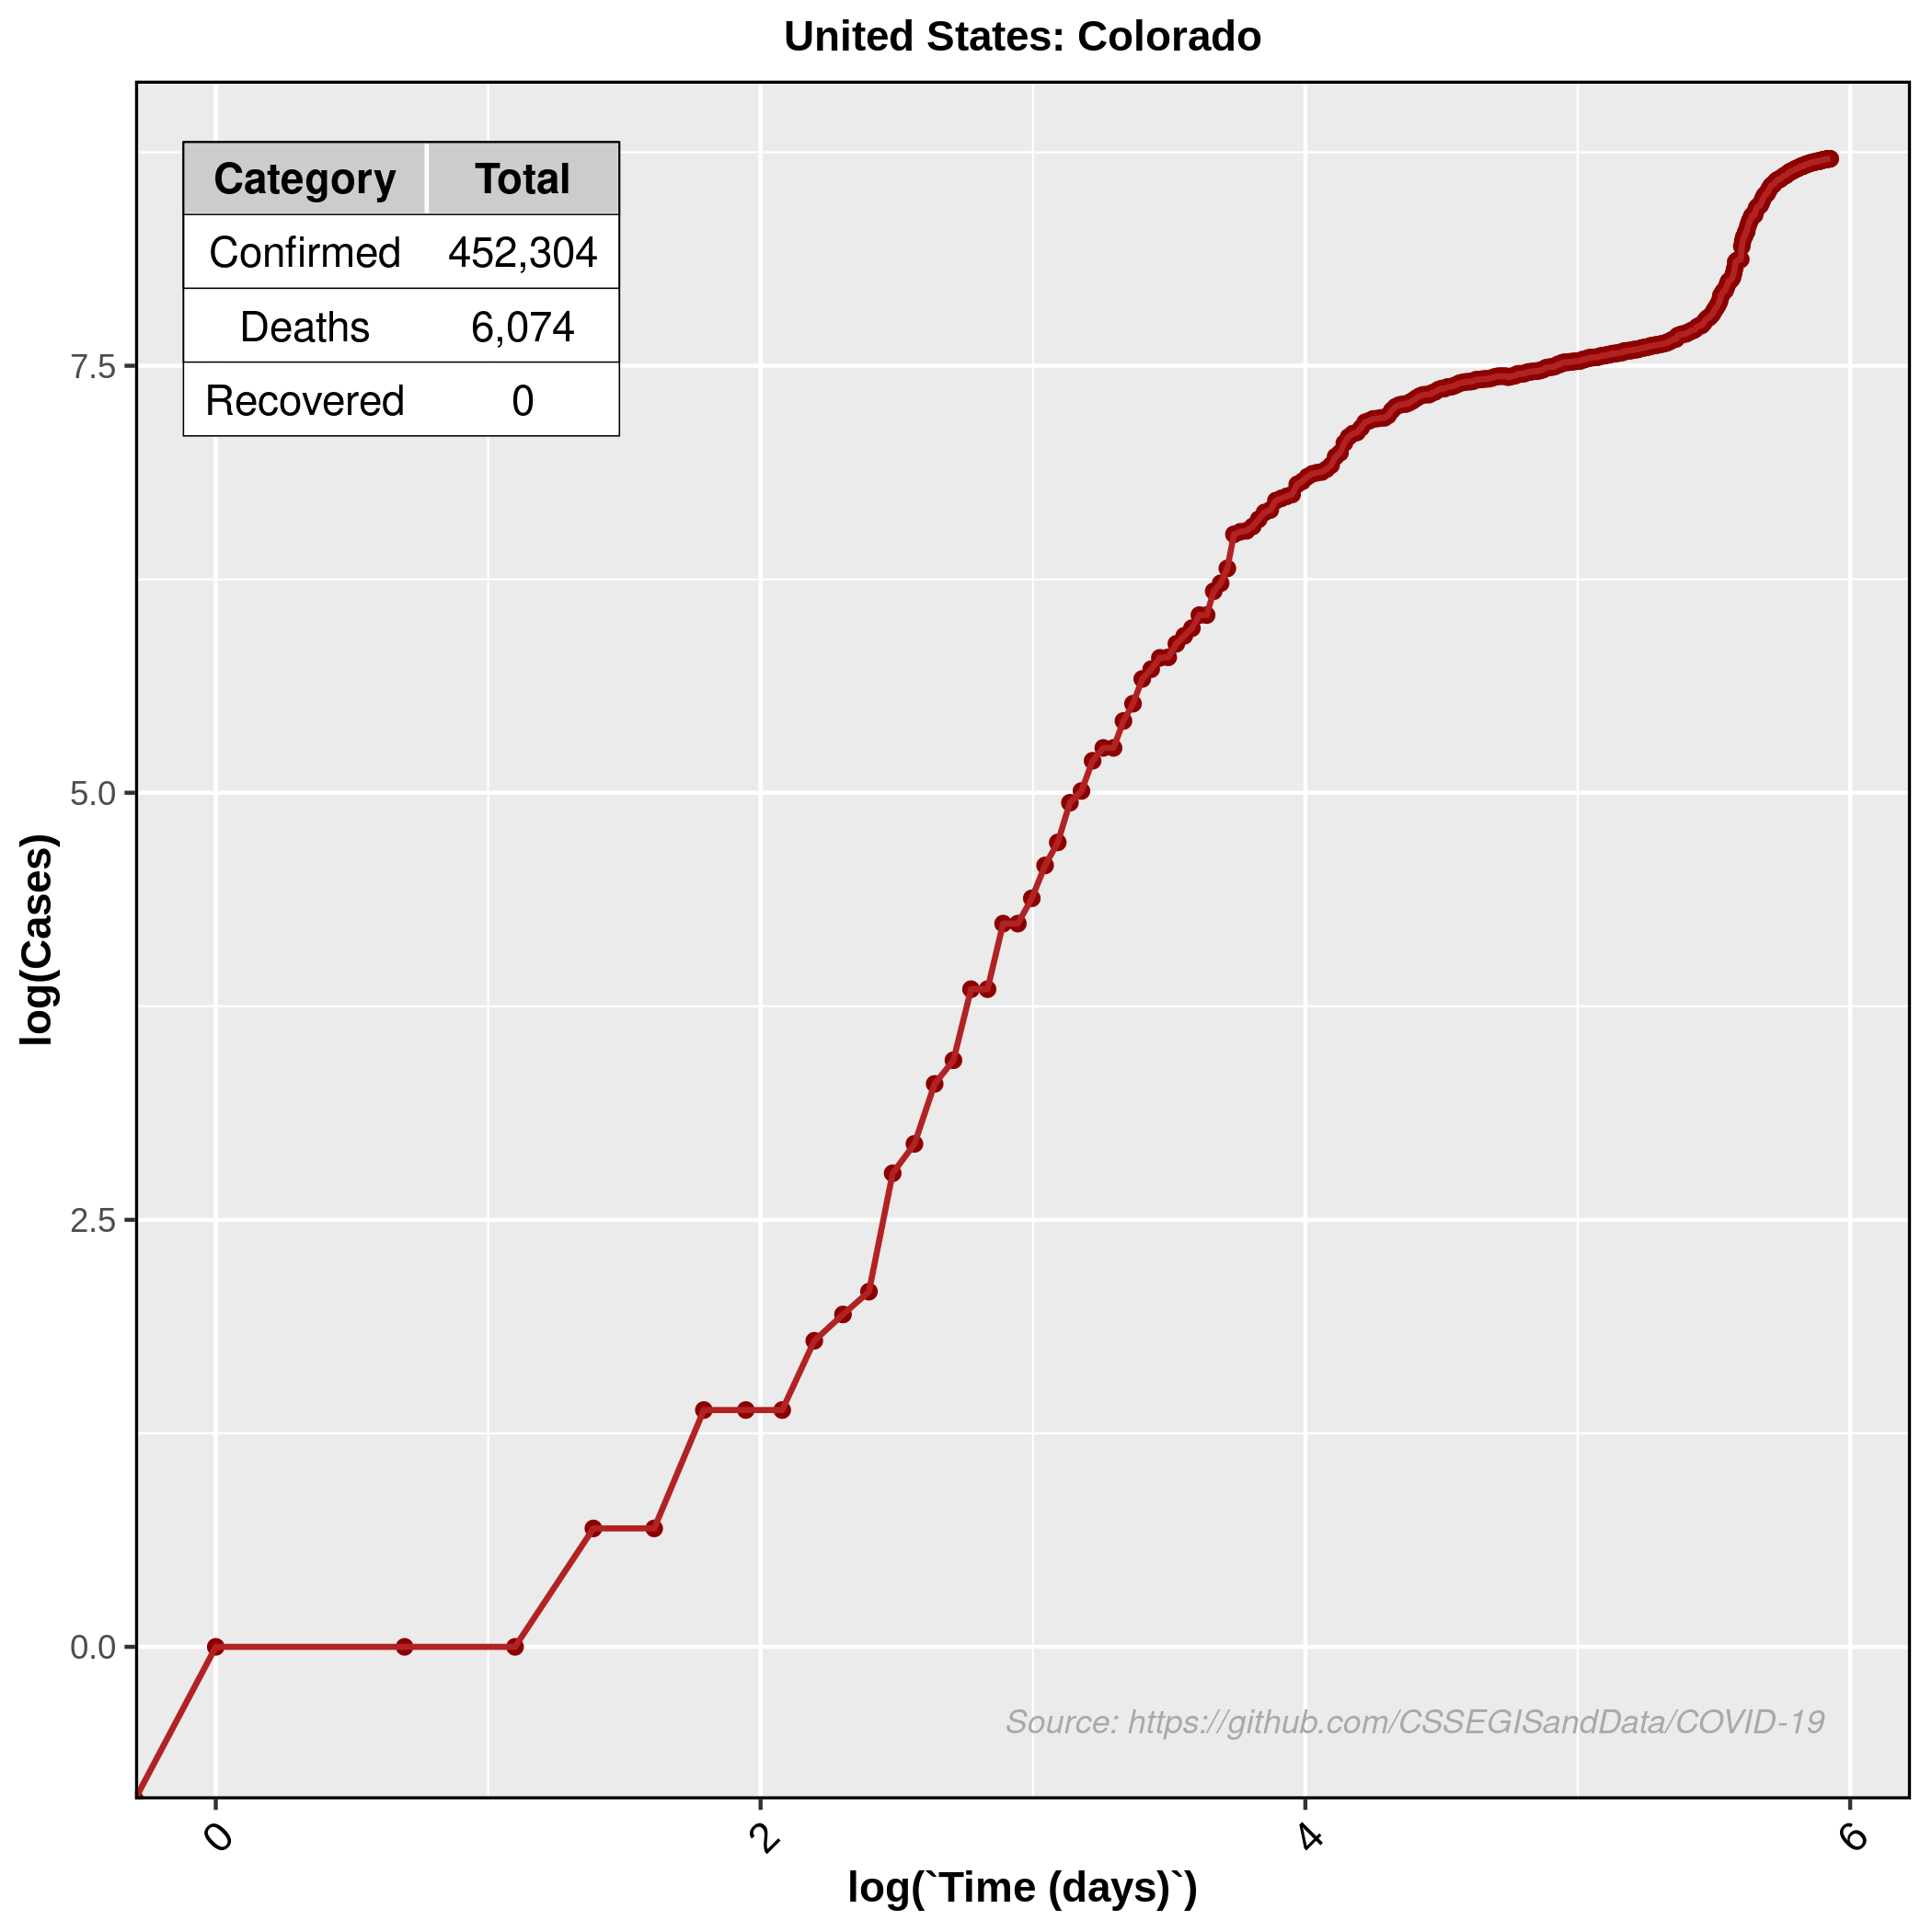 United States: Colorado
Category Total
Confirmed 452,304
Deaths 6,074
Recovered 0
7.5
5.0
2.5
0.0
log(Cases)
Source: https://github.com/CSSEGISandData/COVID-19
0 2 4 6
log(`Time (days)`)